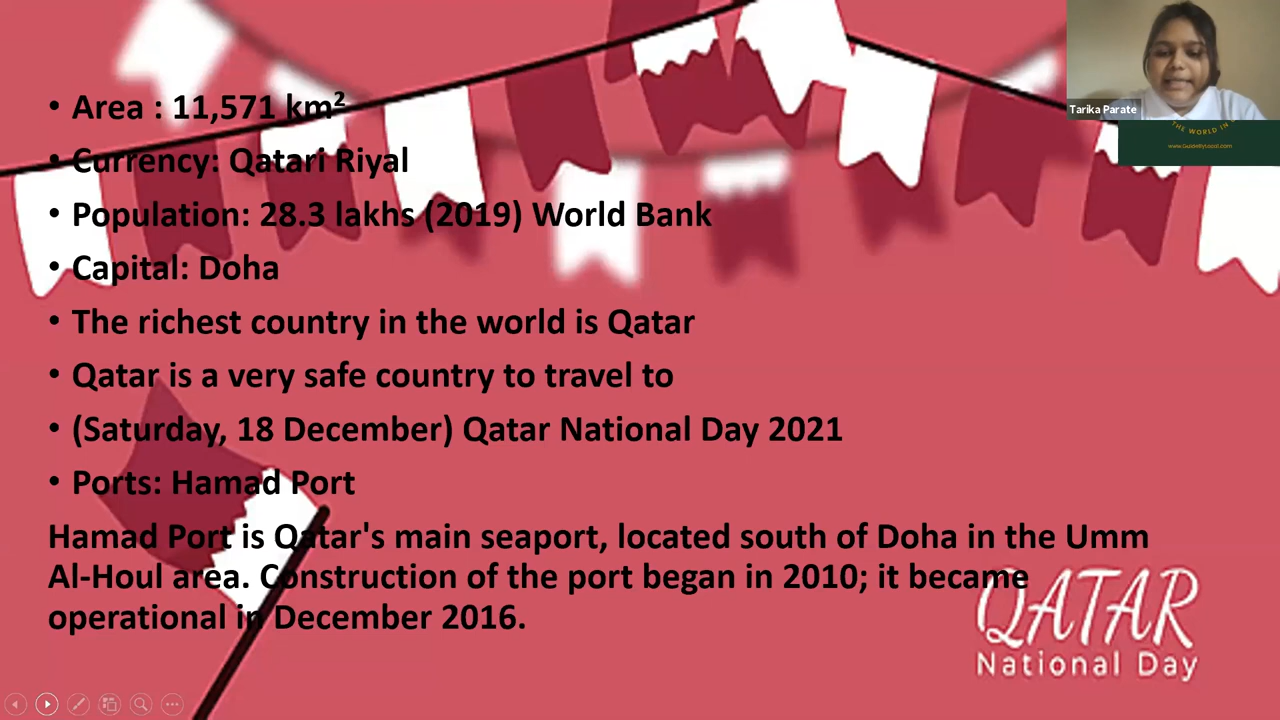 • Area : 11,571 km²
• Currency: Qatari Riyal
• Population: 28.3 lakhs (2019) World Bank
• Capital: Doha
• The richest country in the world is Qatar
• Qatar is a very safe country to travel to
• (Saturday, 18 December) Qatar National Day 2021
• Ports: Hamad Port
Hamad Port is Qatar's main seaport, located south of Doha in the Umm
Al-Houl area. Construction of the port began in 2010; it became
operational in December 2016.
QATAR
National Day
Tarika Parate
THE WORLD IN